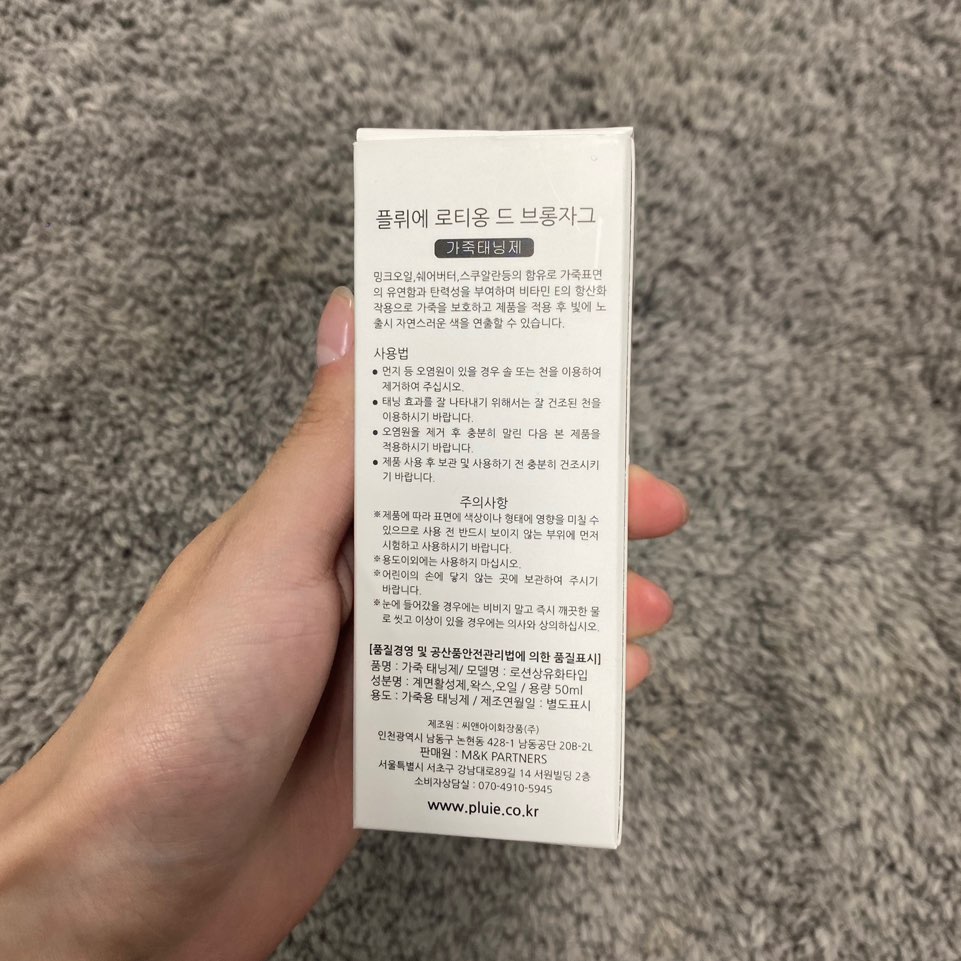 플뤼에 로티옹 드 브롱자그
가죽태닝제
밍크오일,쉐어버터,스쿠알란등의 함유로 가죽표면
의 유연함과 탄력성을 부여하며 비타민 E의 항산화
작용으로 가죽을 보호하고 제품을 적용 후 빛에 노
출시 자연스러운 색을 연출할 수 있습니다.
사용법
● 먼지 등 오염원이 있을 경우 솔 또는 천을 이용하여
제거하여 주십시오.
● 태닝 효과를 잘 나타내기 위해서는 잘 건조된 천을
이용하시기 바랍니다.
● 오염원을 제거 후 충분히 말린 다음 본 제품을
적용하시기 바랍니다.
● 제품 사용 후 보관 및 사용하기 전 충분히 건조시키
기 바랍니다.
주의사항
※제품에 따라 표면에 색상이나 형태에 영향을 미칠 수
있으므로 사용 전 반드시 보이지 않는 부위에 먼저
시험하고 사용하시기 바랍니다.
※용도이외에는 사용하지 마십시오.
※어린이의 손에 닿지 않는 곳에 보관하여 주시기
바랍니다.
※눈에 들어갔을 경우에는 비비지 말고 즉시 깨끗한 물
로 씻고 이상이 있을 경우에는 의사와 상의하십시오.
[품질경영 및 공산품안전관리법에 의한 품질표시]
품명 : 가죽 태닝제/ 모델명 : 로션상유화타입
성분명 : 계면활성제,왁스,오일 / 용량 50ml
용도 : 가죽용 태닝제 / 제조연월일 : 별도표시
제조원 : 씨앤아이화장품(주)
인천광역시 남동구 논현동 428-1 남동공단 20B-2L
판매원 : M&K PARTNERS
서울특별시 서초구 강남대로89길 14 서원빌딩 2층
소비자상담실 : 070-4910-5945
www.pluie.co.kr